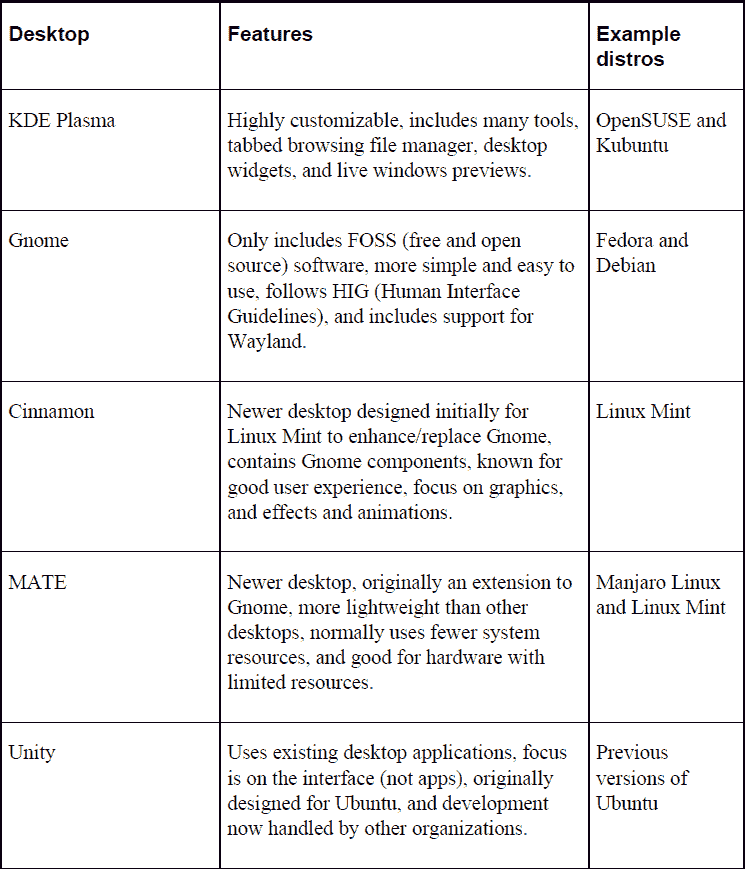 Desktop
Features
Example
distros
KDE Plasma
Highly customizable, includes many tools,
tabbed browsing file manager, desktop
widgets, and live windows previews.
OpenSUSE and
Kubuntu
Gnome
Only includes FOSS (free and open
source) software, more simple and easy to
use, follows HIG (Human Interface
Guidelines), and includes support for
Wayland.
Fedora and
Debian
Cinnamon
Newer desktop designed initially for
Linux Mint to enhance/replace Gnome,
contains Gnome components, known for
good user experience, focus on graphics,
and effects and animations.
Linux Mint
MATE
Newer desktop, originally an extension to
Gnome, more lightweight than other
desktops, normally uses fewer system
resources, and good for hardware with
limited resources.
Manjaro Linux
and Linux Mint
Unity
Uses existing desktop applications, focus
is on the interface (not apps), originally
designed for Ubuntu, and development
now handled by other organizations.
Previous
versions of
Ubuntu